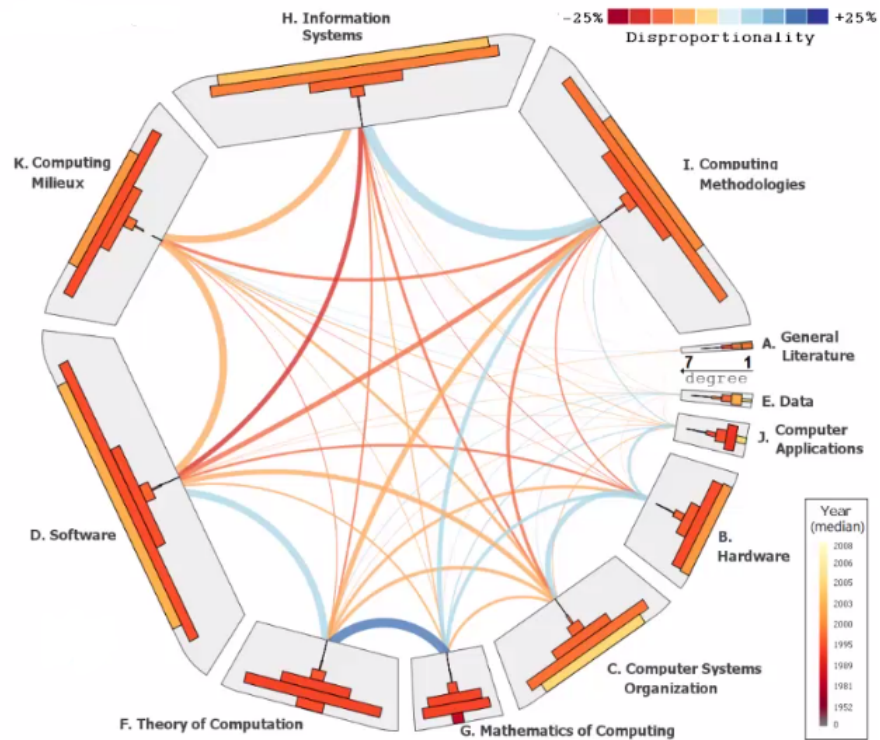 H. Information
Systems
-25%
+25%
Disproportionality
K. Computing
Milieux
I. Computing
Methodologies
A. General
Literature
7 1
degree
E. Data
J. Computer
Applications
B.
Hardware
D. Software
C. Computer Systems
Organization
F. Theory of Computation
G. Mathematics of Computing
Year
(median)
2008
2006
2005
2003
2000
1995
1989
1981
1952
0